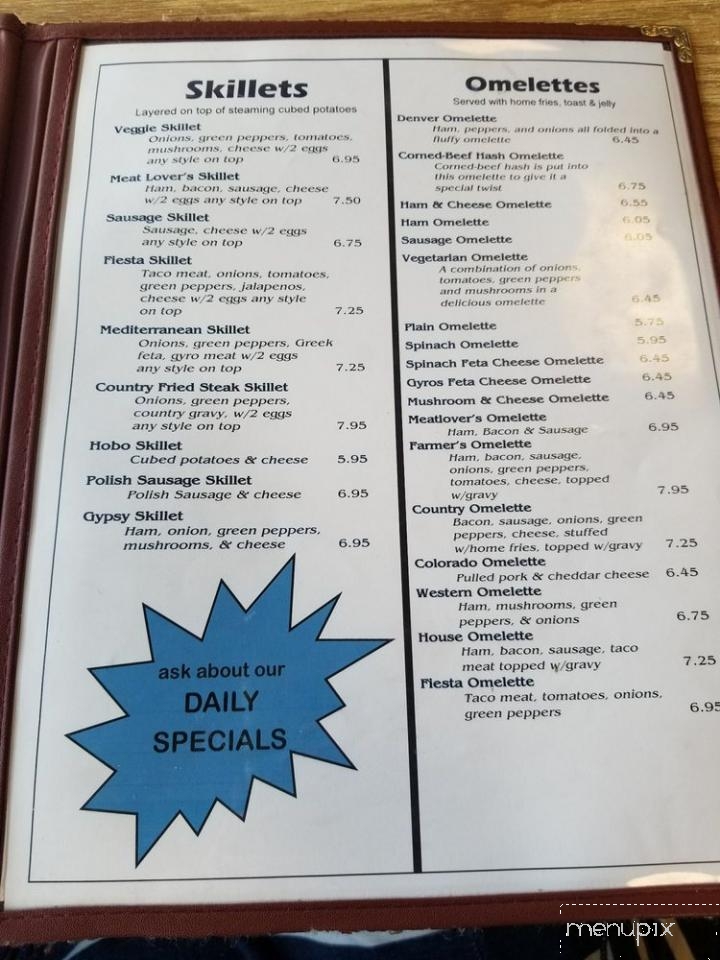 Skillets
Layered on top of steaming cubed potatoes
Veggie Skillet
Onions, green peppers, tomatoes,
mushrooms, cheese w/2 eggs
any style on top 6.95
Meat Lover's Skillet
Ham, bacon, sausage, cheese
w/2 eggs any style on top 7.50
Sausage Skillet
Sausage, cheese w/2 eggs
any style on top 6.75
Fiesta Skillet
Taco meat, onions, tomatoes,
green peppers, jalapenos,
cheese w/2 eggs any style
on top 7.25
Mediterranean Skillet
Onions, green peppers, Greek
feta, gyro meat w/2 eggs
any style on top 7.25
Country Fried Steak Skillet
Onions, green peppers,
country gravy, w/2 eggs
any style on top 7.95
Hobo Skillet
Cubed potatoes & cheese 5.95
Polish Sausage Skillet
Polish Sausage & cheese 6.95
Gypsy Skillet
Ham, onion, green peppers,
mushrooms, & cheese 6.95
ask about our
DAILY
SPECIALS
Omelettes
Served with home fries, toast & jelly
Denver Omelette
Ham, peppers, and onions all folded into a
fluffy omelette 6.45
Corned-Beef Hash Omelette
Corned-beef hash is put into
this omelette to give it a
special twist 6.75
Ham & Cheese Omelette 6.55
Ham Omelette 6.05
Sausage Omelette 6.05
Vegetarian Omelette
A combination of onions,
tomatoes, green peppers
and mushrooms in a
delicious omelette 6.45
Plain Omelette 5.75
Spinach Omelette 5.95
Spinach Feta Cheese Omelette 6.45
Gyros Feta Cheese Omelette 6.45
Mushroom & Cheese Omelette 6.45
Meatlover's Omelette
Ham, Bacon & Sausage 6.95
Farmer's Omelette
Ham, bacon, sausage,
onions, green peppers,
tomatoes, cheese, topped
w/gravy 7.95
Country Omelette
Bacon, sausage, onions, green
peppers, cheese, stuffed
w/home fries, topped w/gravy 7.25
Colorado Omelette
Pulled pork & cheddar cheese 6.45
Western Omelette
Ham, mushrooms, green
peppers, & onions 6.75
House Omelette
Ham, bacon, sausage, taco
meat topped w/gravy 7.25
Fiesta Omelette
Taco meat, tomatoes, onions,
green peppers 6.95
menupix